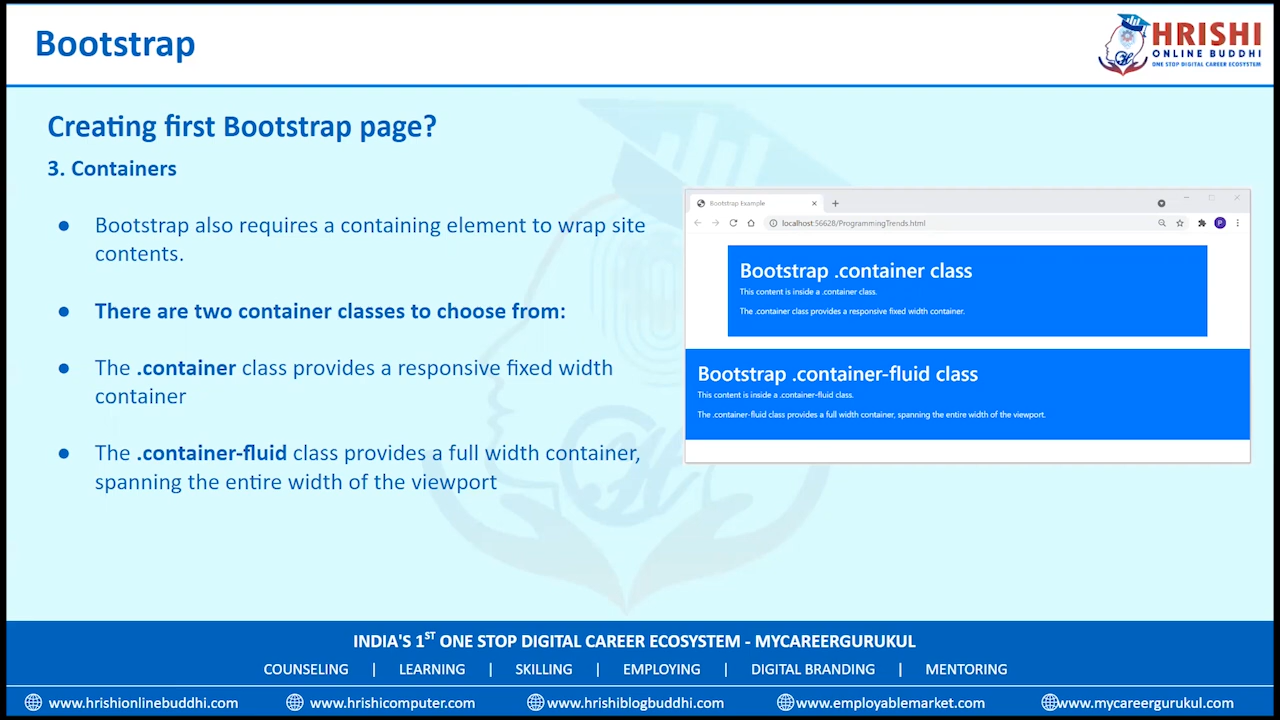 Bootstrap
HRISHI
ONLINE BUDDHI
ONE STOP DIGITAL CAREER ECOSYSTEM
Creating first Bootstrap page?
3. Containers
● Bootstrap also requires a containing element to wrap site
contents.
● There are two container classes to choose from:
● The .container class provides a responsive fixed width
container
● The .container-fluid class provides a full width container,
spanning the entire width of the viewport
Bootstrap Example
localhost:56628/ProgrammingTrends.html
P
Bootstrap .container class
This content is inside a .container class.
The .container class provides a responsive fixed width container.
Bootstrap .container-fluid class
This content is inside a .container-fluid class.
The .container-fluid class provides a full width container, spanning the entire width of the viewport.
INDIA'S 1ST ONE STOP DIGITAL CAREER ECOSYSTEM - MYCAREERGURUKUL
COUNSELING | LEARNING | SKILLING | EMPLOYING | DIGITAL BRANDING | MENTORING
www.hrishionlinebuddhi.com www.hrishicomputer.com www.hrishiblogbuddhi.com www.employablemarket.com www.mycareergurukul.com